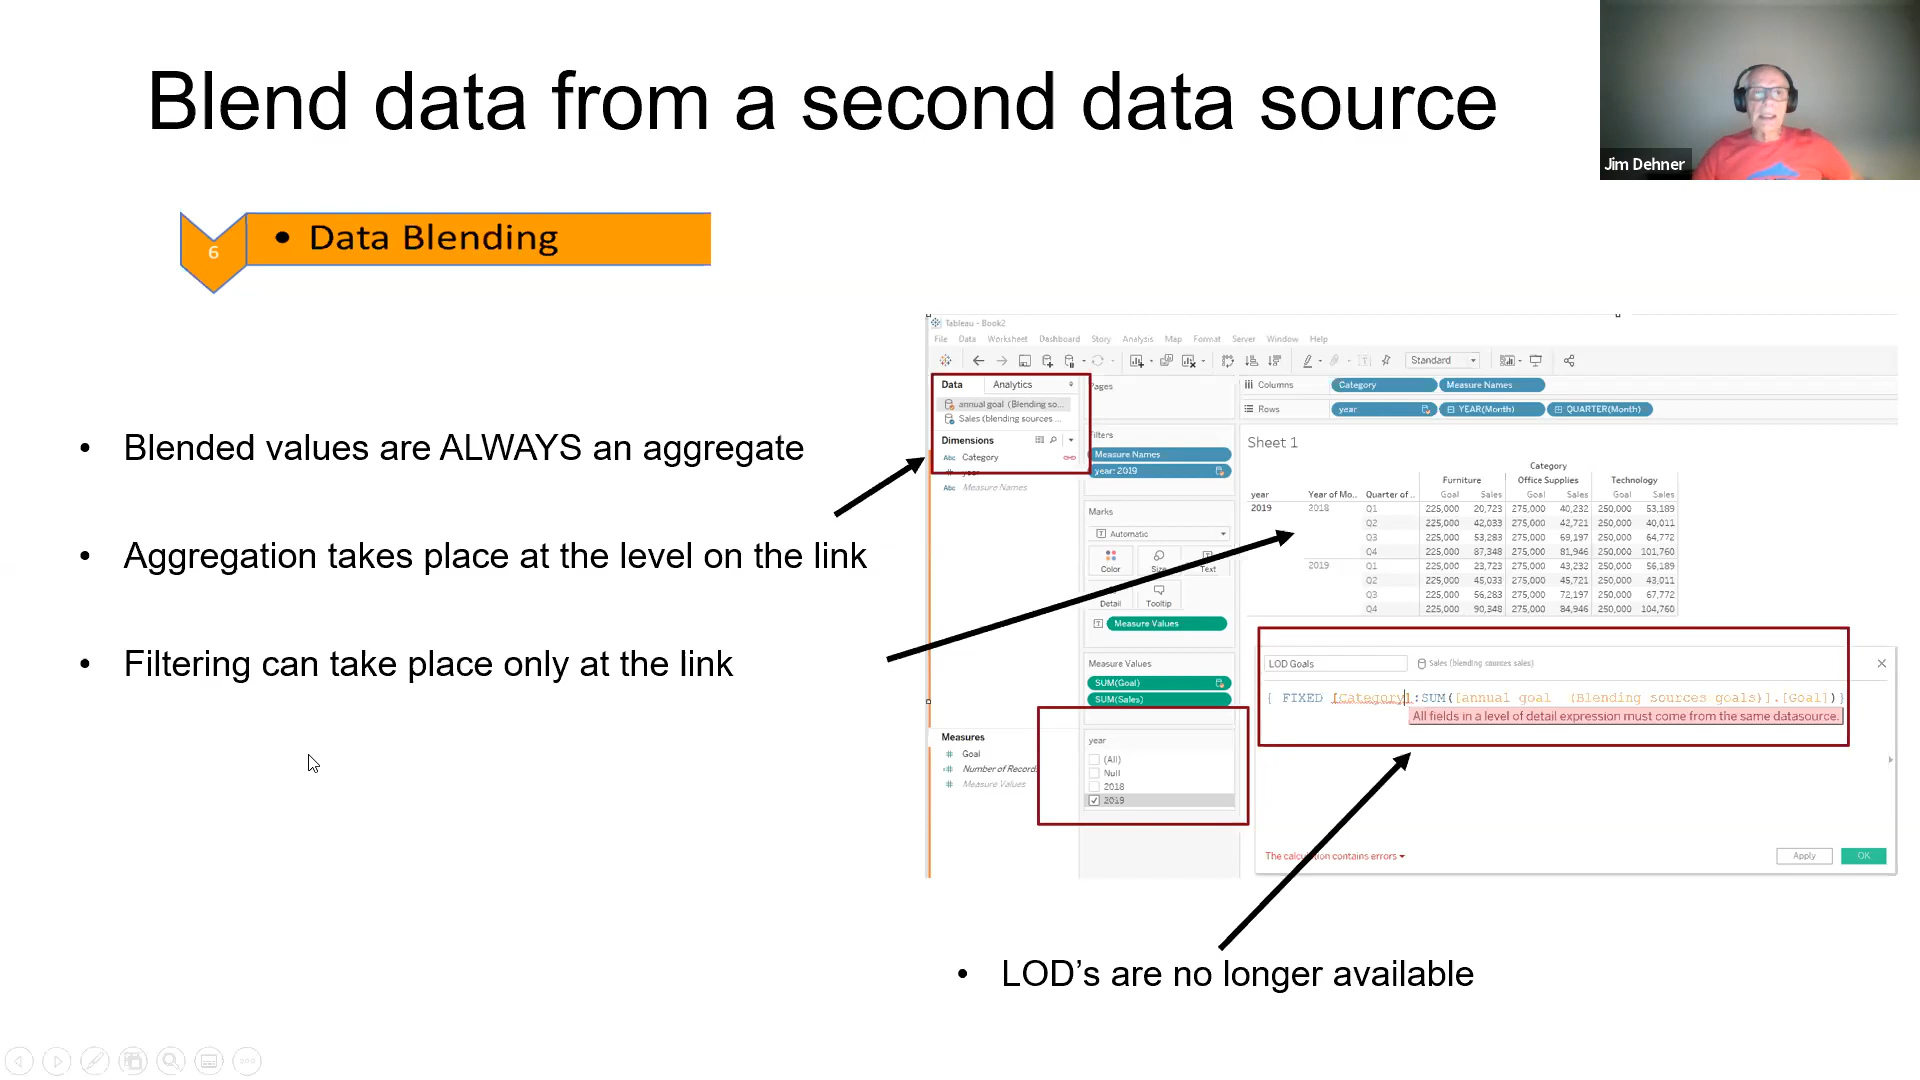 Blend data from a second data source
Jim Dehner
6
• Data Blending
• Blended values are ALWAYS an aggregate
• Aggregation takes place at the level on the link
• Filtering can take place only at the link
Tableau - Book2
File Data Worksheet Dashboard Story Analysis Map Format Server Window Help
Standard
Data Analytics
annual goal (Blending so...
Sales (blending sources ...
Dimensions
Abc Category
year
Abc Measure Names
Measures
Goal
Number of Records
Measure Values
Pages
Filters
Measure Names
year: 2019
Marks
Automatic
Color Size Text
Detail Tooltip
Measure Values
Measure Values
SUM(Goal)
SUM(Sales)
year
(All)
Null
2018
2019
Columns Category Measure Names
Rows year YEAR(Month) QUARTER(Month)
Sheet 1
Category
Furniture Office Supplies Technology
year Year of Mo.. Quarter of .. Goal Sales Goal Sales Goal Sales
2019 2018 Q1 225,000 20,723 275,000 40,232 250,000 53,189
Q2 225,000 42,033 275,000 42,721 250,000 40,011
Q3 225,000 53,283 275,000 69,197 250,000 64,772
Q4 225,000 87,348 275,000 81,946 250,000 101,760
2019 Q1 225,000 23,723 275,000 43,232 250,000 56,189
Q2 225,000 45,033 275,000 45,721 250,000 43,011
Q3 225,000 56,283 275,000 72,197 250,000 67,772
Q4 225,000 90,348 275,000 84,946 250,000 104,760
LOD Goals Sales (blending sources sales)
{ FIXED [Category]:SUM([annual goal (Blending sources goals)].[Goal])}
All fields in a level of detail expression must come from the same datasource.
The calculation contains errors
Apply OK
• LOD’s are no longer available